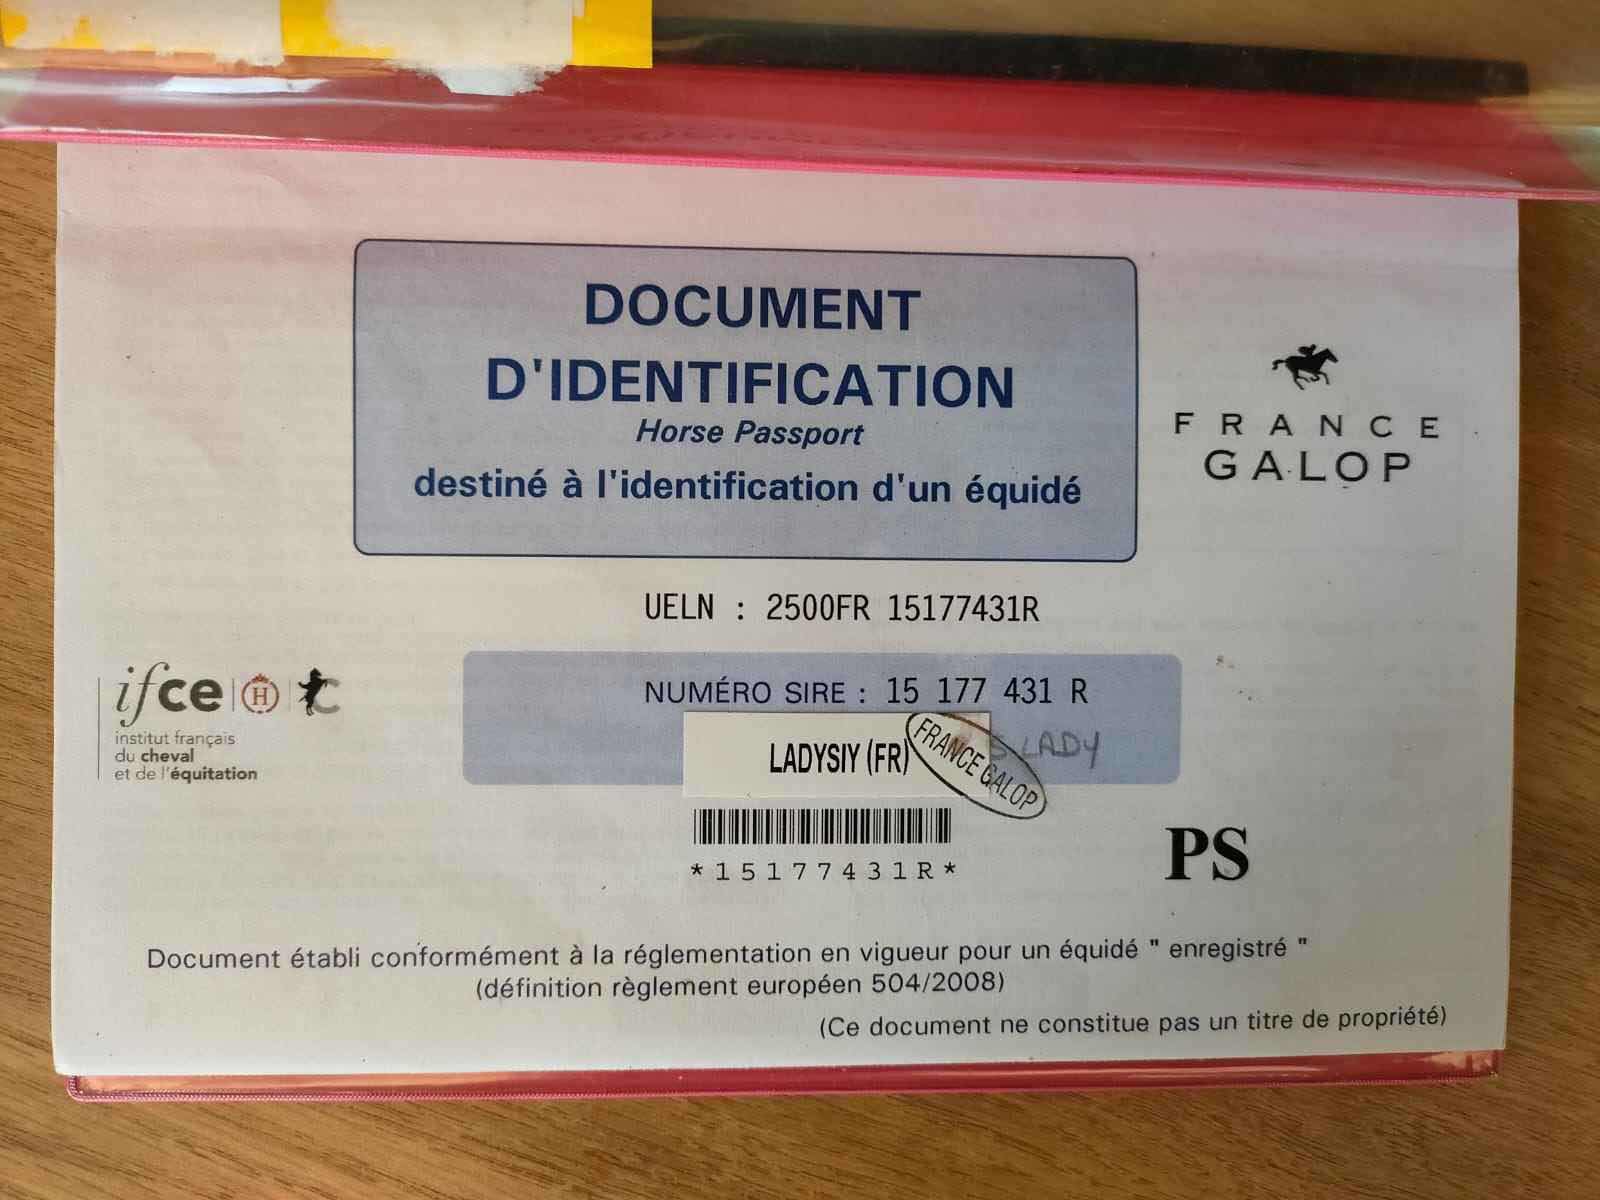 DOCUMENT
D'IDENTIFICATION
Horse Passport
destiné à l'identification d'un équidé
FRANCE
GALOP
UELN : 2500FR 15177431R
ifce H
institut français
du cheval
et de l'équitation
NUMÉRO SIRE : 15 177 431 R
LADYSIY (FR)
FRANCE GALOP
LADY
*15177431R*
PS
Document établi conformément à la réglementation en vigueur pour un équidé " enregistré "
(définition règlement européen 504/2008)
(Ce document ne constitue pas un titre de propriété)